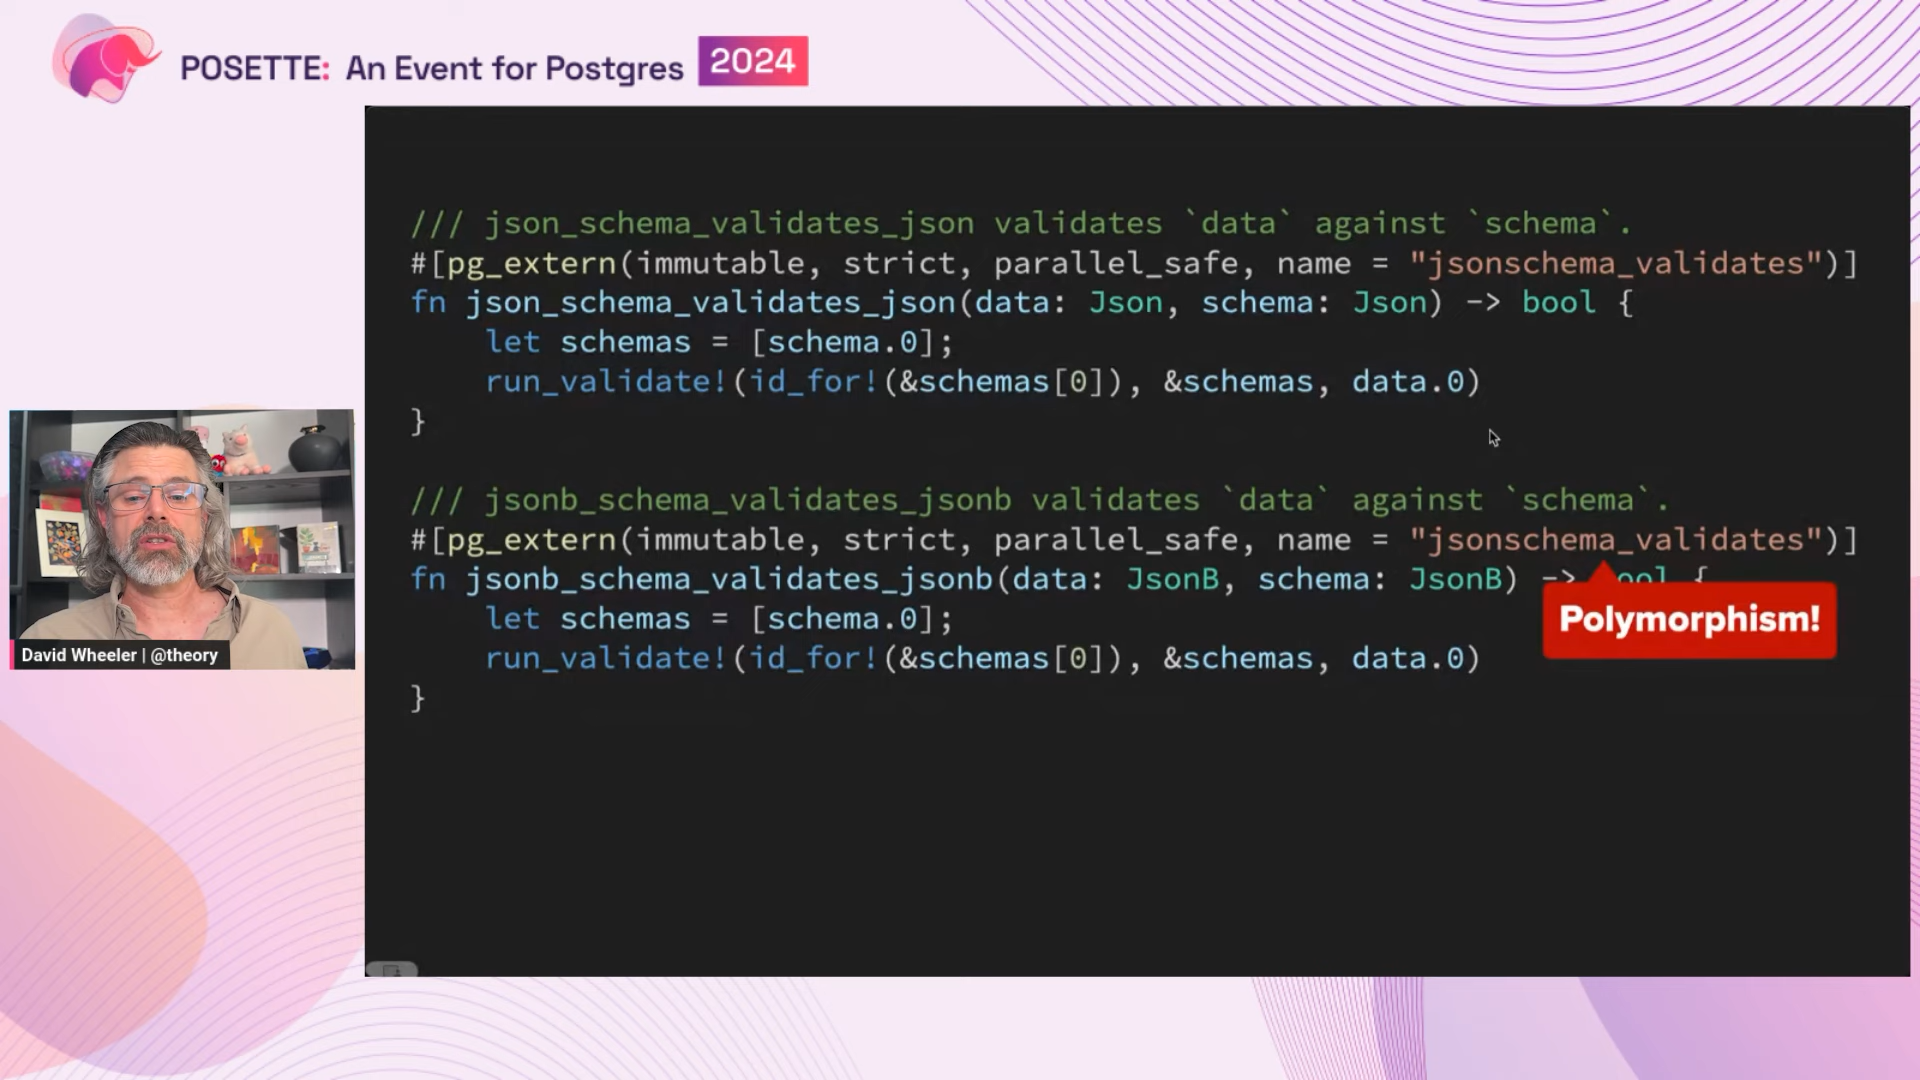 POSETTE: An Event for Postgres 2024
/// json_schema_validates_json validates `data` against `schema`.
#[pg_extern(immutable, strict, parallel_safe, name = "jsonschema_validates")]
fn json_schema_validates_json(data: Json, schema: Json) -> bool {
    let schemas = [schema.0];
    run_validate!(id_for!(&schemas[0]), &schemas, data.0)
}
/// jsonb_schema_validates_jsonb validates `data` against `schema`.
#[pg_extern(immutable, strict, parallel_safe, name = "jsonschema_validates")]
fn jsonb_schema_validates_jsonb(data: JsonB, schema: JsonB) -> bool {
    let schemas = [schema.0];
    run_validate!(id_for!(&schemas[0]), &schemas, data.0)
}
Polymorphism!
David Wheeler | @theory